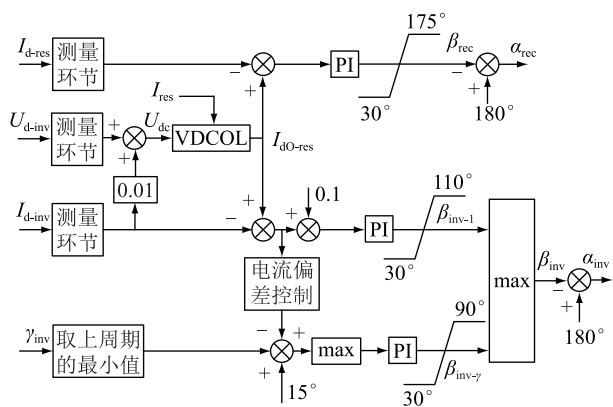 I_d-res 测量环节 − + PI 30° 175° β_rec − + 180° α_rec
U_d-inv 测量环节 + + U_dc I_res VDCOL I_dO-res
0.01
I_d-inv 测量环节 − + + 0.1 PI 30° 110° β_inv-1
电流偏差控制
max β_inv − + 180° α_inv
γ_inv 取上周期的最小值 − + + 15° max PI 30° 90° β_inv-γ